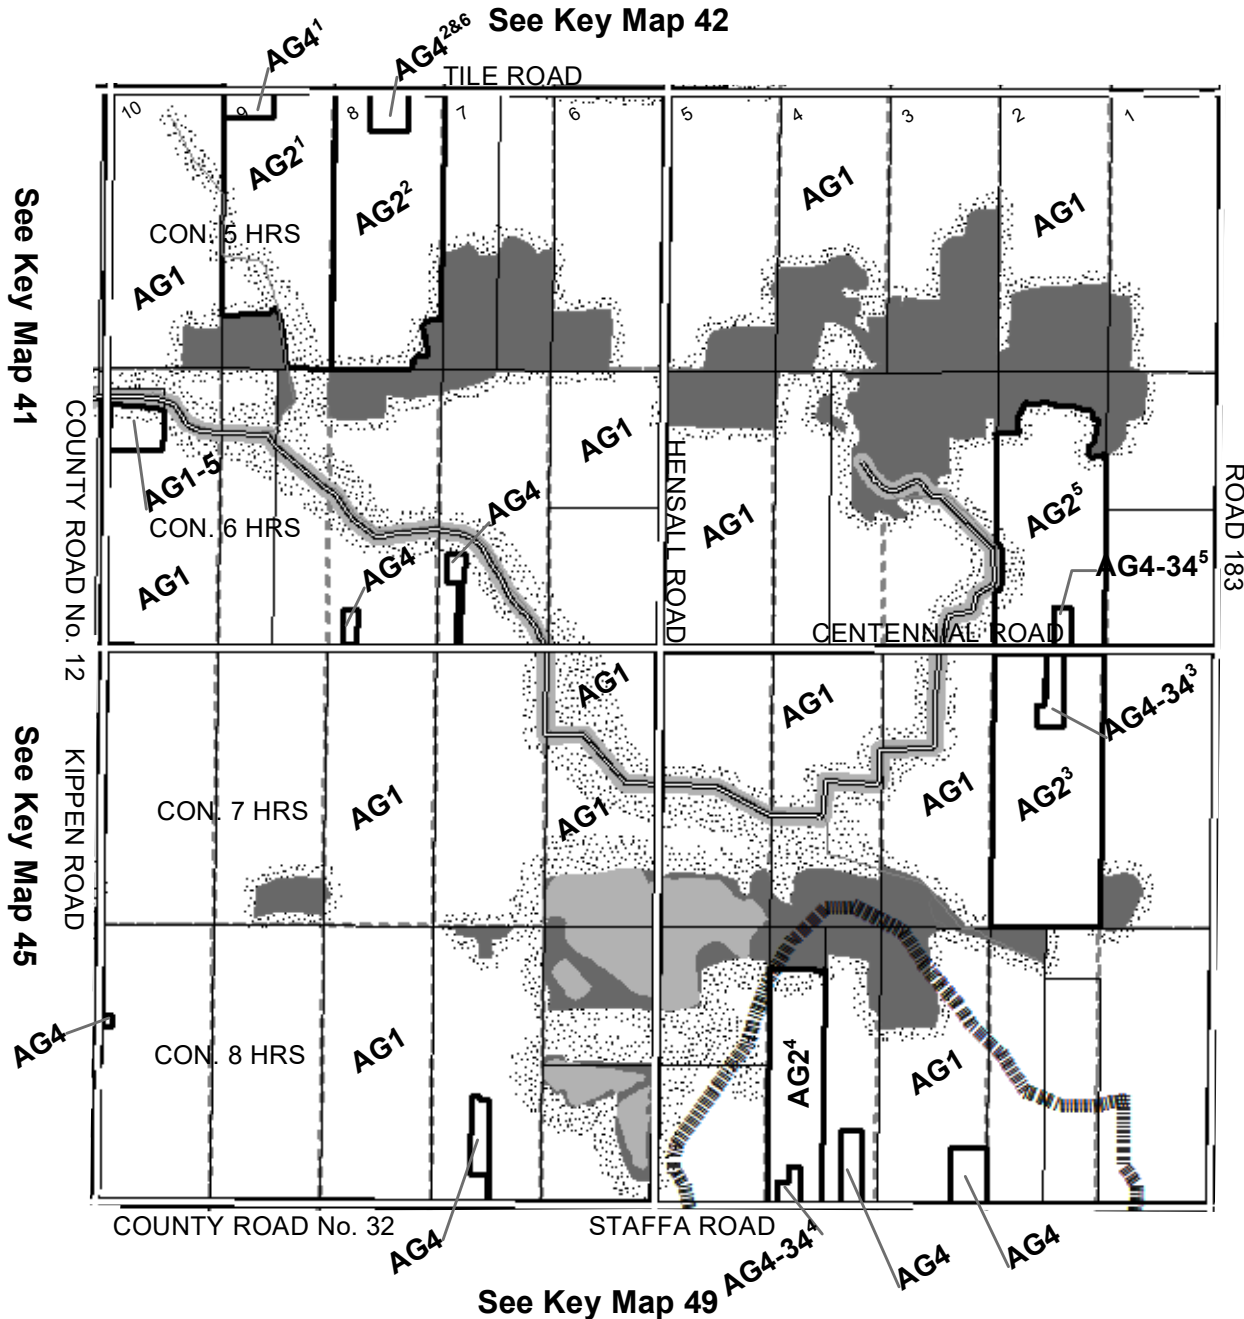 See Key Map 42
AG4¹
AG4²&⁶
TILE ROAD
10
9
8
7
6
5
4
3
2
1
AG2¹
AG2²
AG1
AG1
CON. 5 HRS
AG1
See Key Map 41
COUNTY ROAD No. 12
AG1-5
CON. 6 HRS
AG1
AG4
AG4
AG1
HENSALL ROAD
AG1
AG2⁵
AG4-34⁵
ROAD 183
CENTENNIAL ROAD
AG1
AG1
AG4-34³
See Key Map 45
KIPPEN ROAD
CON. 7 HRS
AG1
AG1
AG1
AG2³
AG4
CON. 8 HRS
AG1
AG2⁴
AG1
COUNTY ROAD No. 32
AG4
STAFFA ROAD
AG4-34⁴
AG4
AG4
See Key Map 49